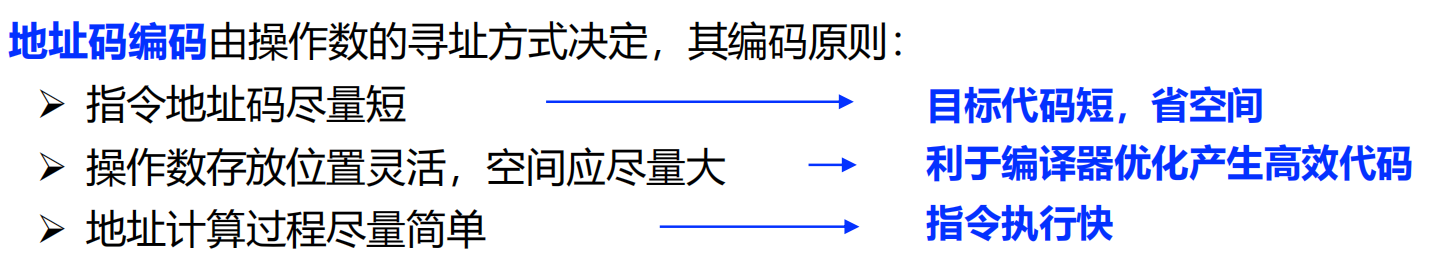 地址码编码由操作数的寻址方式决定，其编码原则：
➢ 指令地址码尽量短 目标代码短，省空间
➢ 操作数存放位置灵活，空间应尽量大 利于编译器优化产生高效代码
➢ 地址计算过程尽量简单 指令执行快